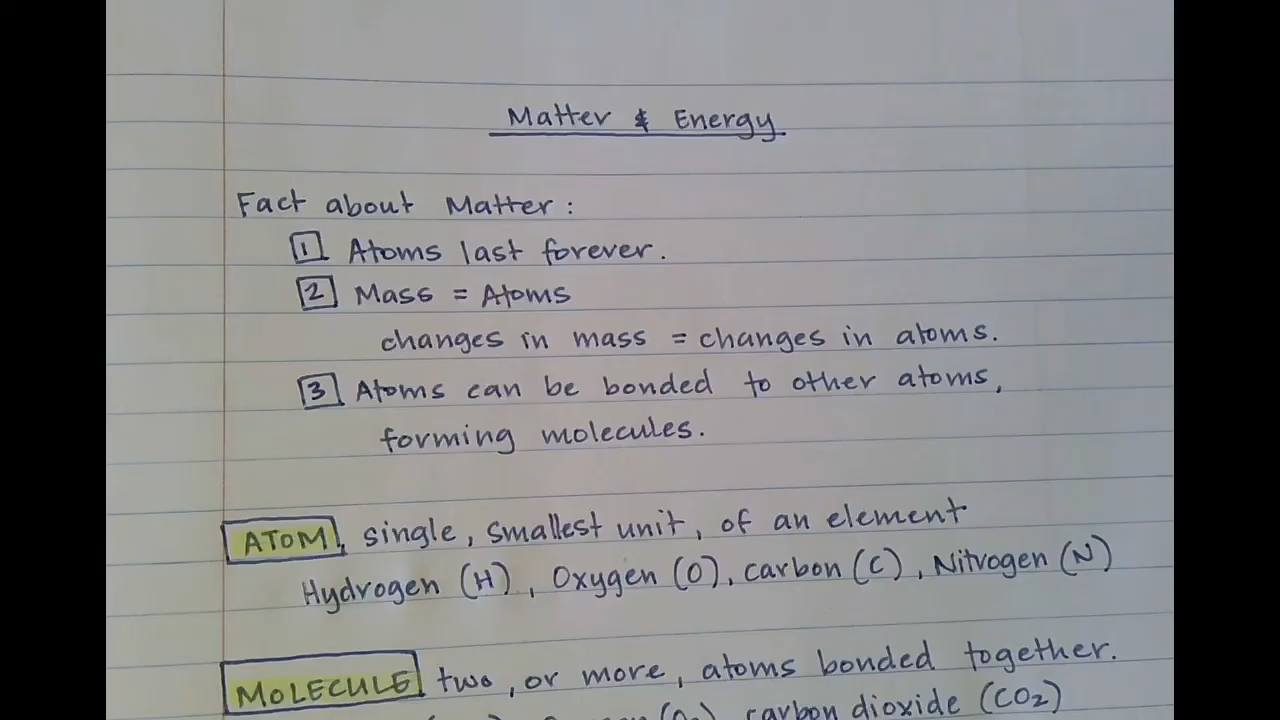 Matter & Energy
Fact about Matter:
1 Atoms last forever.
2 Mass = Atoms
changes in mass = changes in atoms.
3 Atoms can be bonded to other atoms,
forming molecules.
ATOM, single, smallest unit, of an element
Hydrogen (H), Oxygen (O), carbon (C), Nitrogen (N)
MOLECULE two, or more, atoms bonded together.
carbon dioxide (CO2)